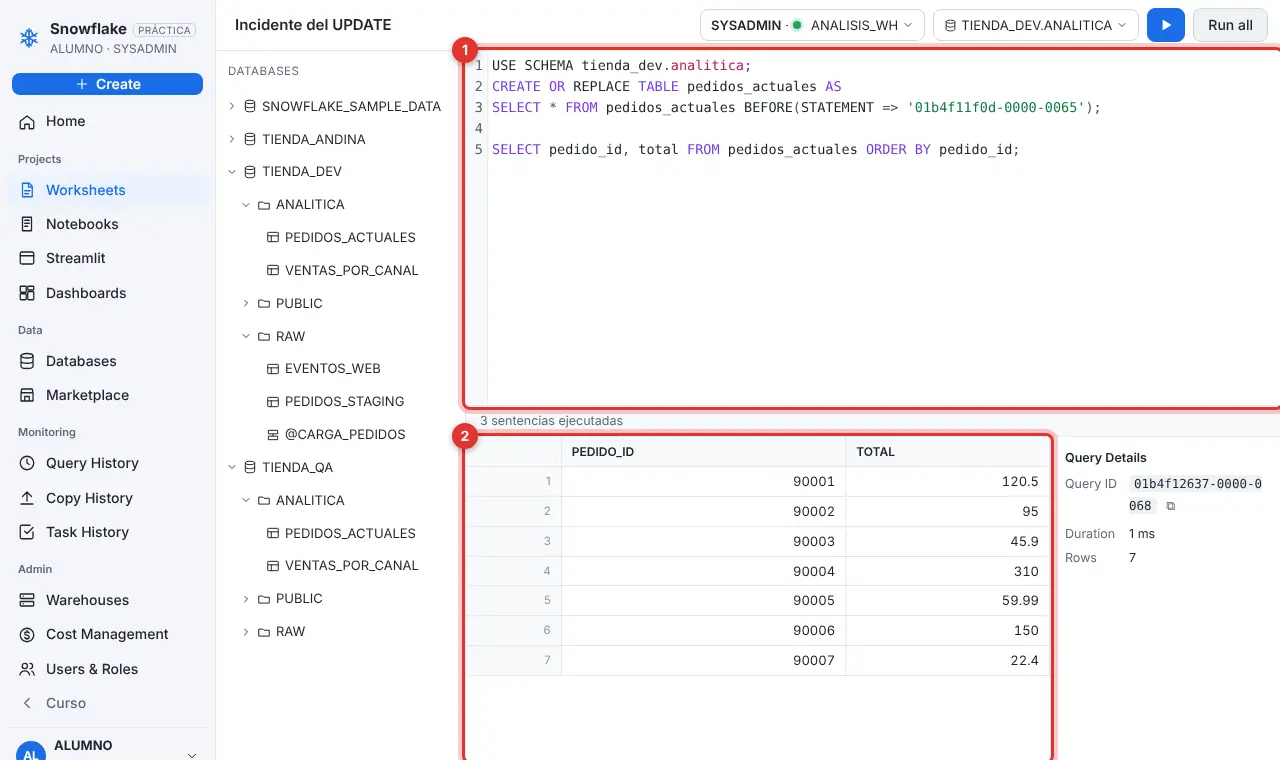 Snowflake PRÁCTICA
ALUMNO · SYSADMIN
Create
Home
Projects
Worksheets
Notebooks
Streamlit
Dashboards
Data
Databases
Marketplace
Monitoring
Query History
Copy History
Task History
Admin
Warehouses
Cost Management
Users & Roles
Curso
AL
ALUMNO
Incidente del UPDATE
SYSADMIN · ANALISIS_WH
TIENDA_DEV.ANALITICA
Run all
DATABASES
SNOWFLAKE_SAMPLE_DATA
TIENDA_ANDINA
TIENDA_DEV
ANALITICA
PEDIDOS_ACTUALES
VENTAS_POR_CANAL
PUBLIC
RAW
EVENTOS_WEB
PEDIDOS_STAGING
@CARGA_PEDIDOS
TIENDA_QA
ANALITICA
PEDIDOS_ACTUALES
VENTAS_POR_CANAL
PUBLIC
RAW
1
1 USE SCHEMA tienda_dev.analitica;
2 CREATE OR REPLACE TABLE pedidos_actuales AS
3 SELECT * FROM pedidos_actuales BEFORE(STATEMENT => '01b4f11f0d-0000-0065');
4
5 SELECT pedido_id, total FROM pedidos_actuales ORDER BY pedido_id;
3 sentencias ejecutadas
2
PEDIDO_ID TOTAL
1 90001 120.5
2 90002 95
3 90003 45.9
4 90004 310
5 90005 59.99
6 90006 150
7 90007 22.4
Query Details
Query ID 01b4f12637-0000-0
068
Duration 1 ms
Rows 7